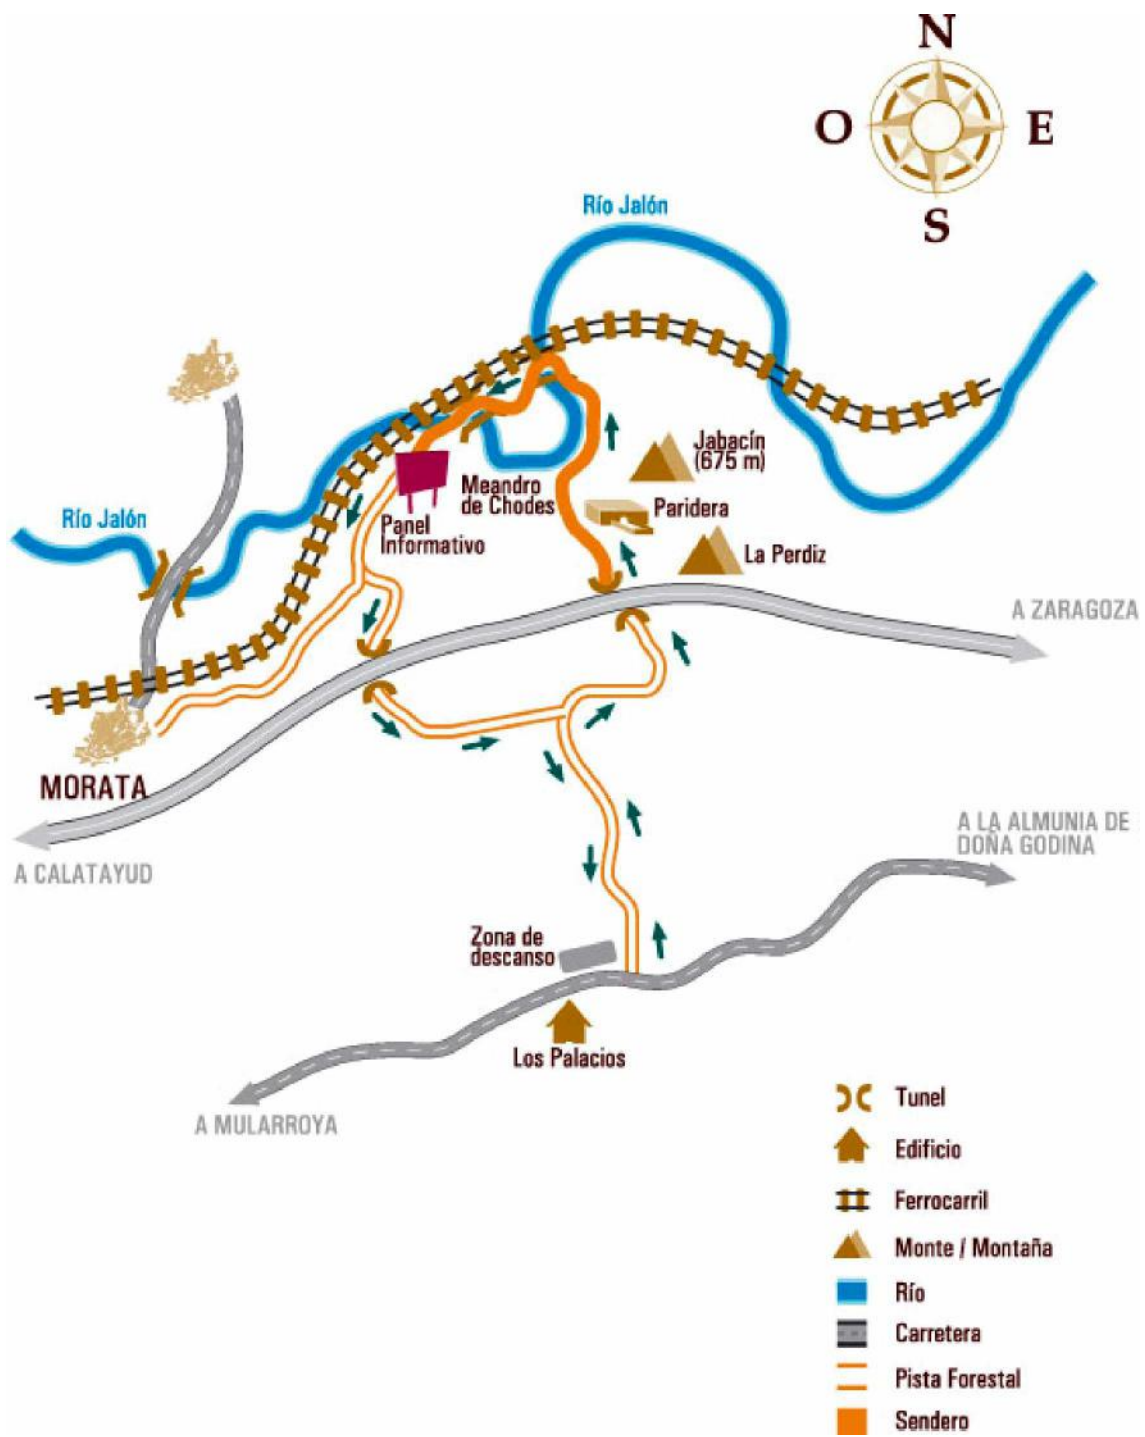 N
O
E
S
Río Jalón
Jabacín
(675 m)
Meandro
de Chodes
Paridera
Río Jalón
Panel
Informativo
La Perdiz
A ZARAGOZA
MORATA
A CALATAYUD
A LA ALMUNIA DE
DOÑA GODINA
Zona de
descanso
Los Palacios
A MULARROYA
Tunel
Edificio
Ferrocarril
Monte / Montaña
Río
Carretera
Pista Forestal
Sendero